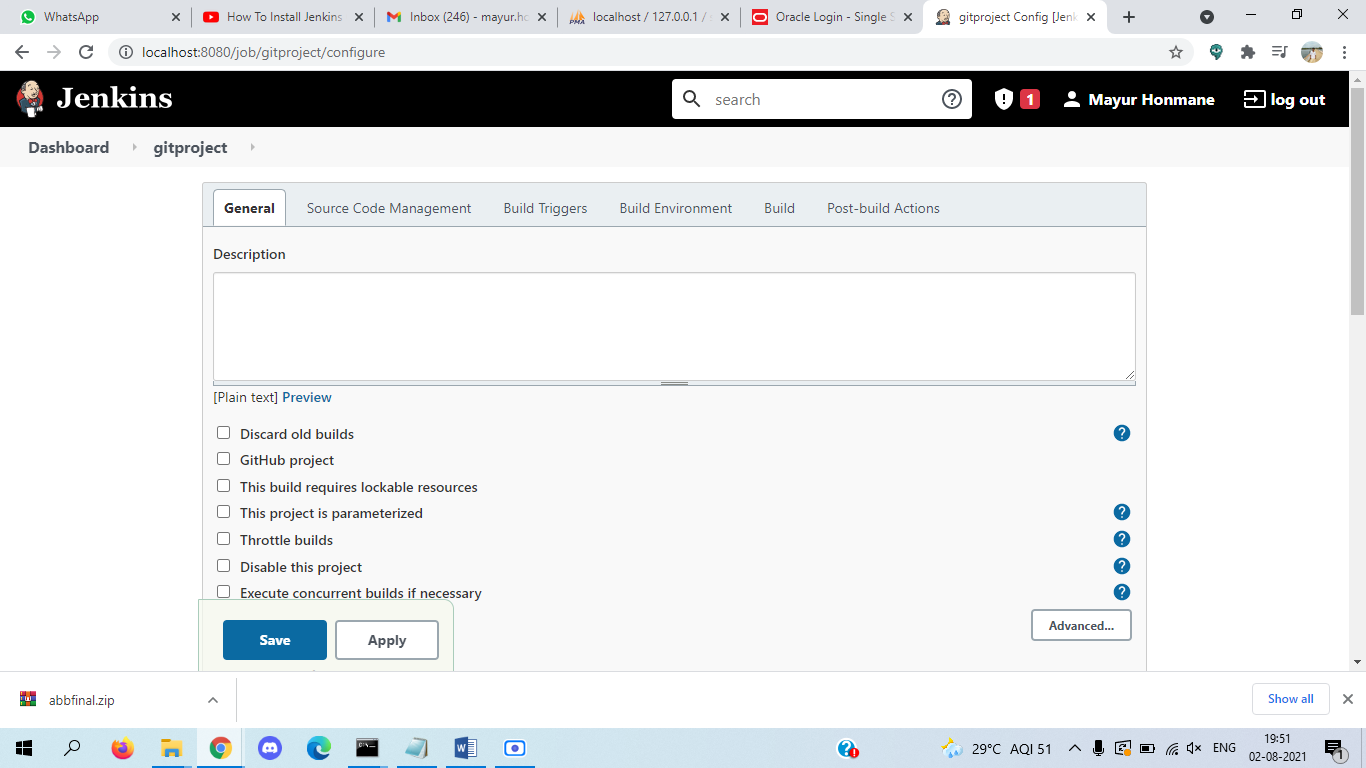 WhatsApp
How To Install Jenkins
Inbox (246) - mayur.ho
localhost / 127.0.0.1 /
Oracle Login - Single S
gitproject Config [Jenk
localhost:8080/job/gitproject/configure
Jenkins
search
1
Mayur Honmane
log out
Dashboard
gitproject
General
Source Code Management
Build Triggers
Build Environment
Build
Post-build Actions
Description
[Plain text] Preview
Discard old builds
GitHub project
This build requires lockable resources
This project is parameterized
Throttle builds
Disable this project
Execute concurrent builds if necessary
Advanced...
Save
Apply
abbfinal.zip
Show all
29°C AQI 51
ENG
19:51
02-08-2021
1